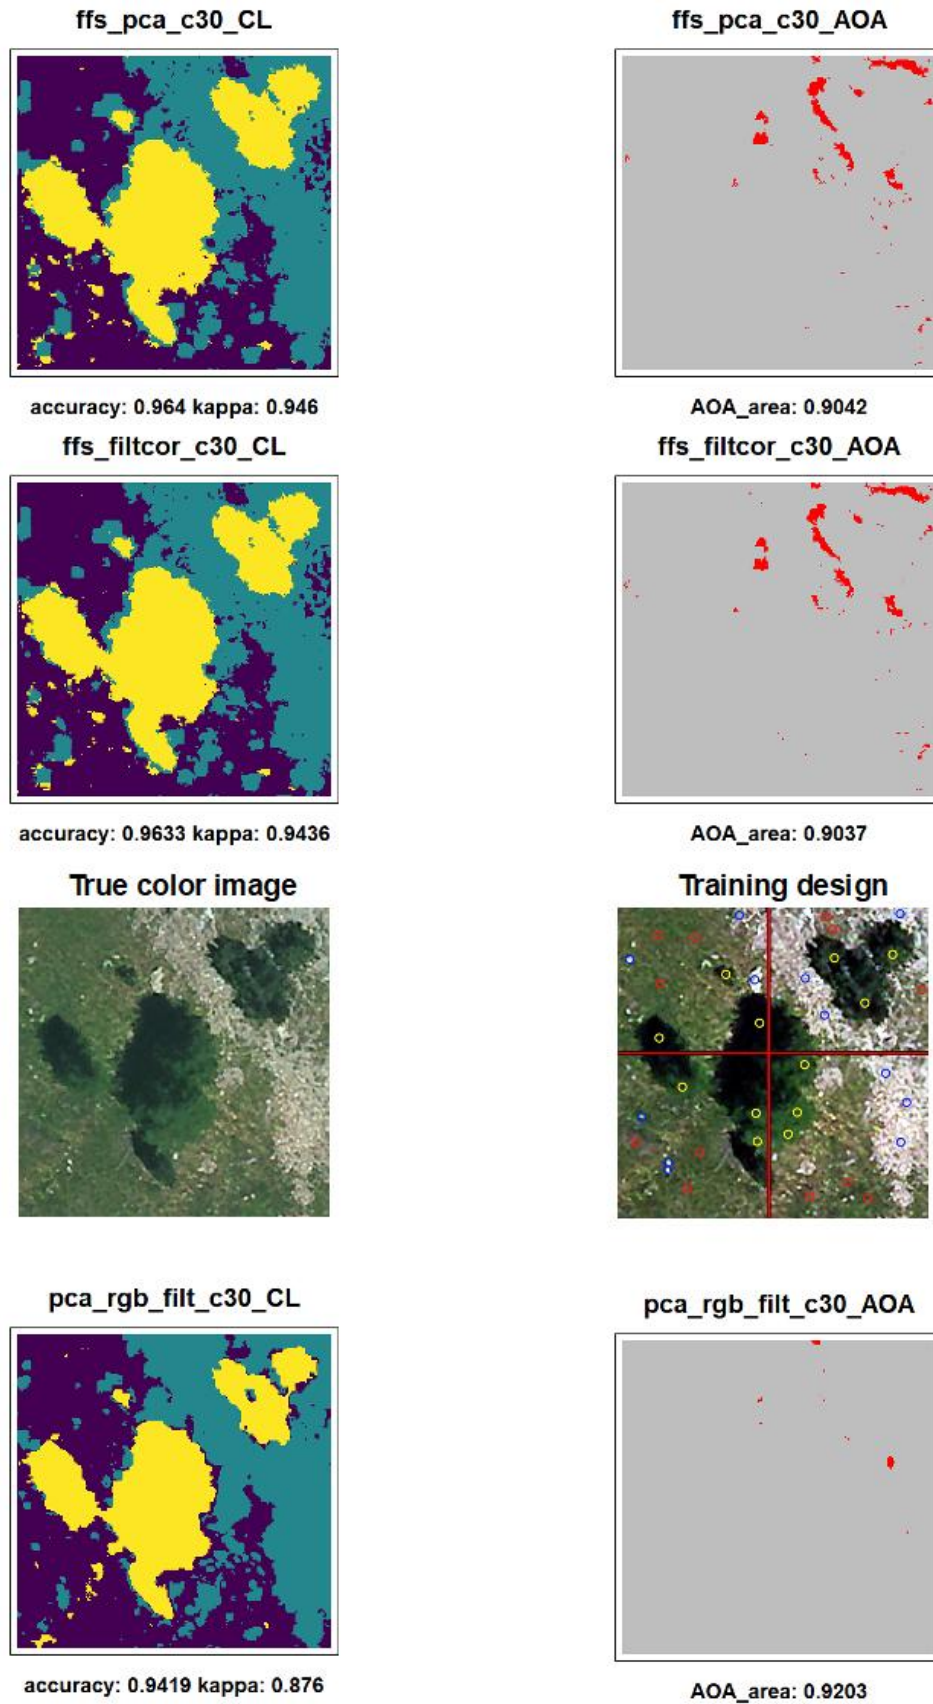 ffs_pca_c30_CL
ffs_pca_c30_AOA
accuracy: 0.964 kappa: 0.946
AOA_area: 0.9042
ffs_filtcor_c30_CL
ffs_filtcor_c30_AOA
accuracy: 0.9633 kappa: 0.9436
AOA_area: 0.9037
True color image
Training design
pca_rgb_filt_c30_CL
pca_rgb_filt_c30_AOA
accuracy: 0.9419 kappa: 0.876
AOA_area: 0.9203